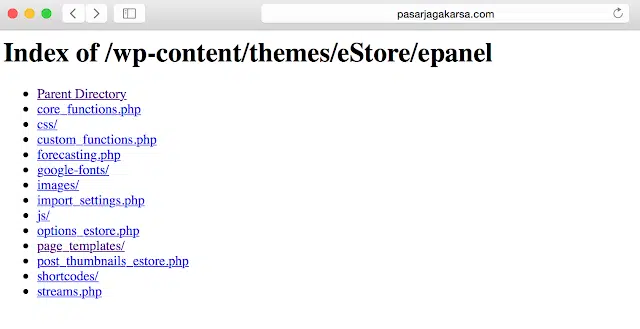 pasarjagakarsa.com
Index of /wp-content/themes/eStore/epanel
Parent Directory
core_functions.php
css/
custom_functions.php
forecasting.php
google-fonts/
images/
import_settings.php
js/
options_estore.php
page_templates/
post_thumbnails_estore.php
shortcodes/
streams.php